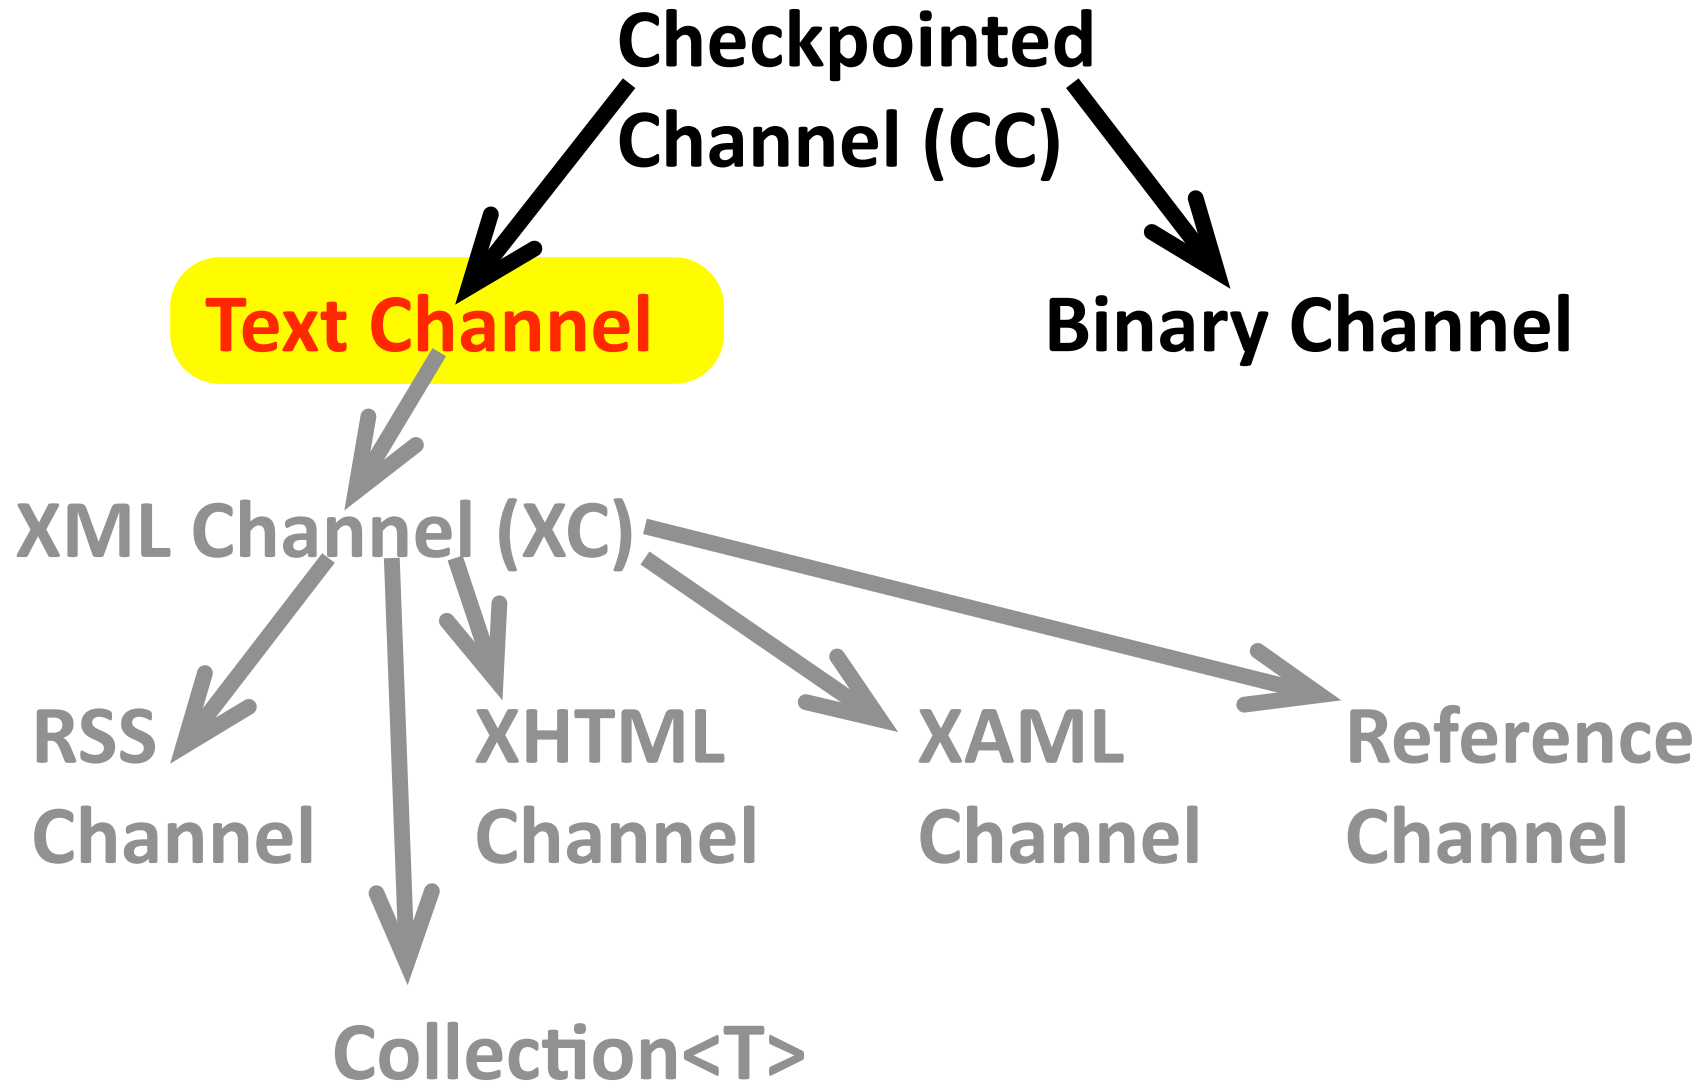 Checkpointed
Channel (CC)
Text Channel
Binary Channel
XML Channel (XC)
RSS
Channel
XHTML
Channel
XAML
Channel
Reference
Channel
Collection<T>